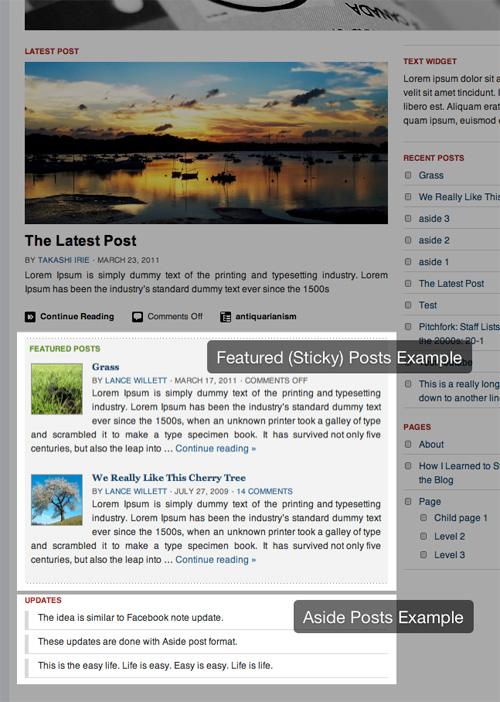 CANADA
LATEST POST
The Latest Post
BY TAKASHI IRIE · MARCH 23, 2011
Lorem Ipsum is simply dummy text of the printing and typesetting industry. Lorem
Ipsum has been the industry's standard dummy text ever since the 1500s
Continue Reading
Comments Off
antiquarianism
FEATURED POSTS
Featured (Sticky) Posts Example
Grass
BY LANCE WILLETT · MARCH 17, 2011 · COMMENTS OFF
Lorem Ipsum is simply dummy text of the printing and typesetting
industry. Lorem Ipsum has been the industry's standard dummy text
ever since the 1500s, when an unknown printer took a galley of type
and scrambled it to make a type specimen book. It has survived not only five
centuries, but also the leap into … Continue reading »
We Really Like This Cherry Tree
BY LANCE WILLETT · JULY 27, 2009 · 14 COMMENTS
Lorem Ipsum is simply dummy text of the printing and typesetting
industry. Lorem Ipsum has been the industry's standard dummy text
ever since the 1500s, when an unknown printer took a galley of type
and scrambled it to make a type specimen book. It has survived not only five
centuries, but also the leap into … Continue reading »
UPDATES
Aside Posts Example
The idea is similar to Facebook note update.
These updates are done with Aside post format.
This is the easy life. Life is easy. Easy is easy. Life is life.
TEXT WIDGET
Lorem ipsum dolor sit a
velit sit amet tincidunt.
libero est. Aliquam erat
quam ipsum, euismod
RECENT POSTS
Grass
We Really Like This
aside 3
aside 2
aside 1
The Latest Post
Test
Pitchfork: Staff Lists
the 2000s: 20-1
This is a really long
down to another line
PAGES
About
How I Learned to S
the Blog
Page
Child page 1
Level 2
Level 3